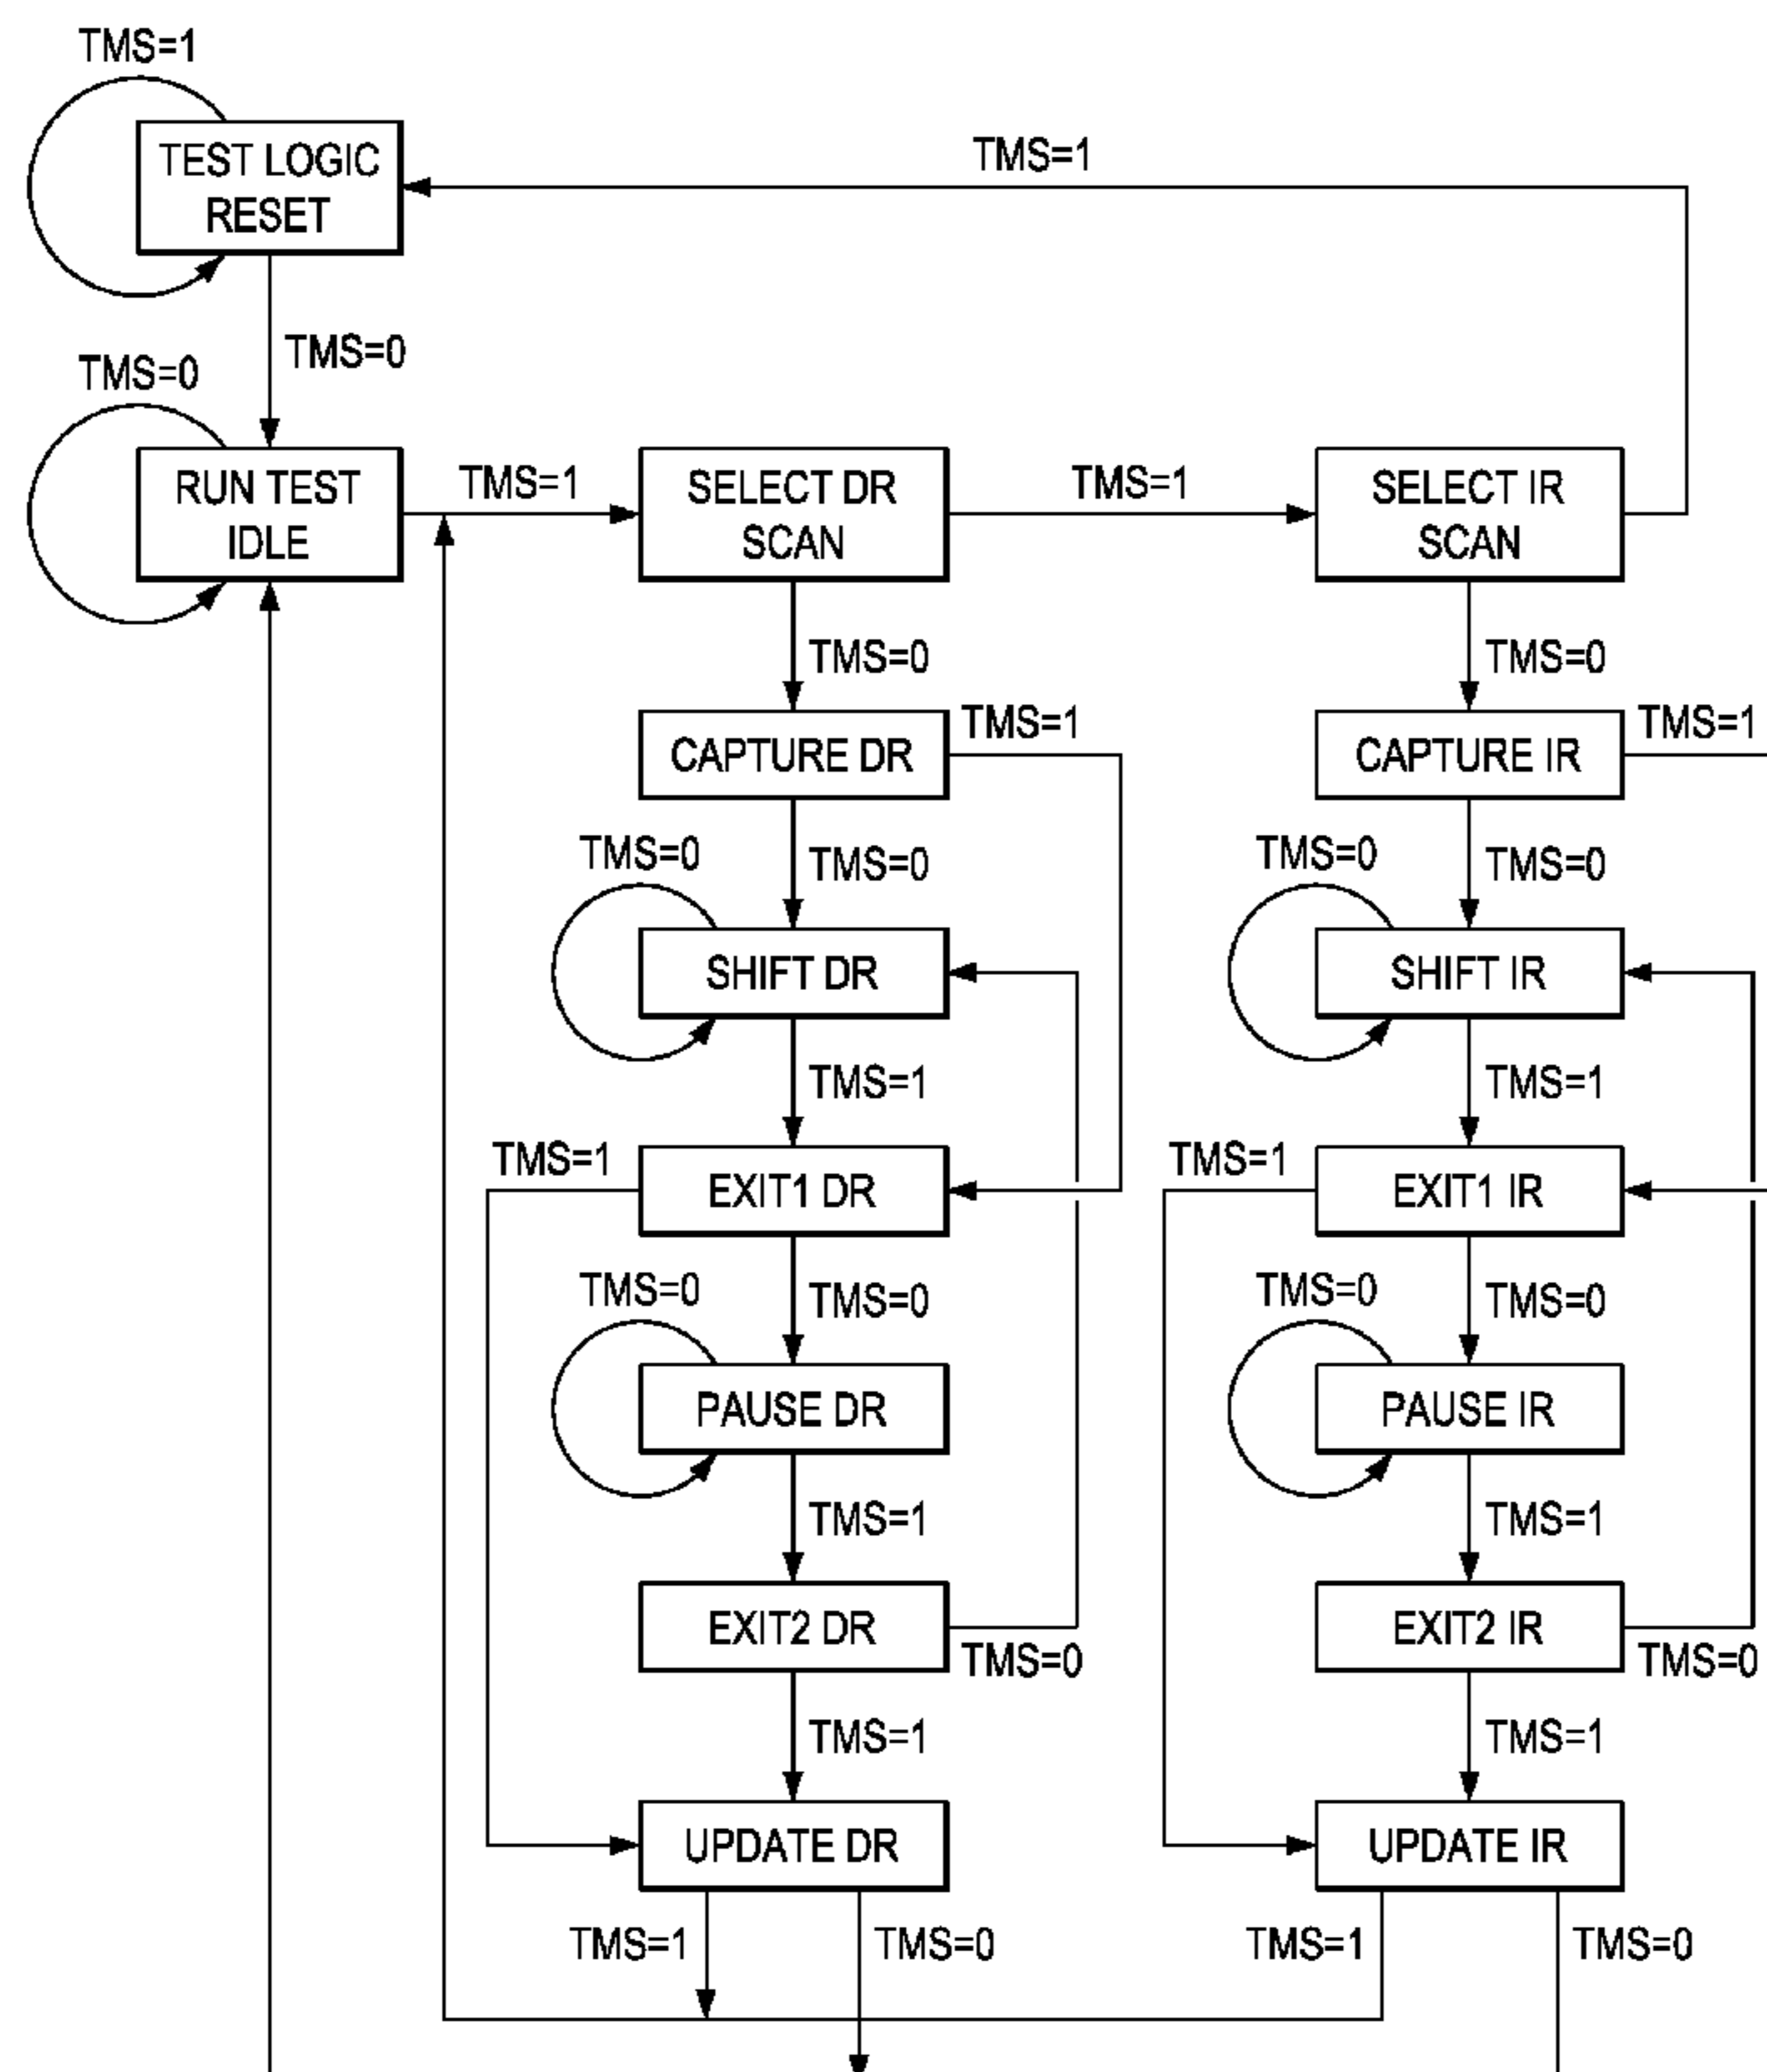 TMS=1
TEST LOGIC
RESET
TMS=1
TMS=0
TMS=0
RUN TEST
IDLE
TMS=1
SELECT DR
SCAN
TMS=1
SELECT IR
SCAN
TMS=0
TMS=0
CAPTURE DR
TMS=1
CAPTURE IR
TMS=1
TMS=0
TMS=0
TMS=0
TMS=0
SHIFT DR
SHIFT IR
TMS=1
TMS=1
TMS=1
EXIT1 DR
TMS=1
EXIT1 IR
TMS=0
TMS=0
TMS=0
TMS=0
PAUSE DR
PAUSE IR
TMS=1
TMS=1
EXIT2 DR
TMS=0
EXIT2 IR
TMS=0
TMS=1
TMS=1
UPDATE DR
UPDATE IR
TMS=1
TMS=0
TMS=1
TMS=0